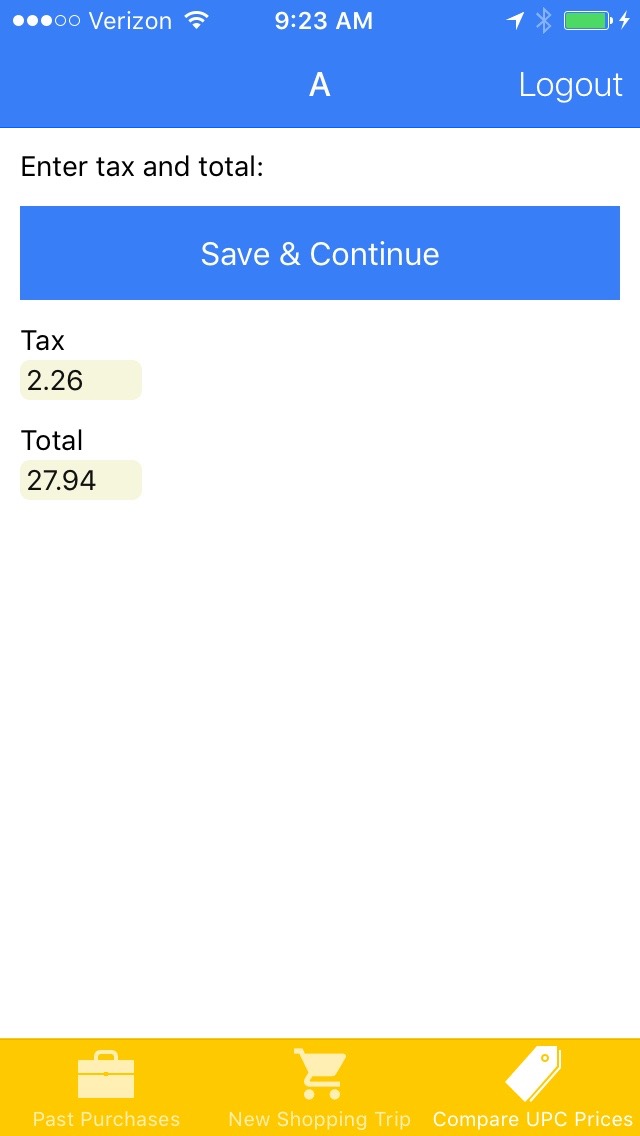 Verizon 9:23 AM
A Logout
Enter tax and total:
Save & Continue
Tax
2.26
Total
27.94
Past Purchases New Shopping Trip Compare UPC Prices